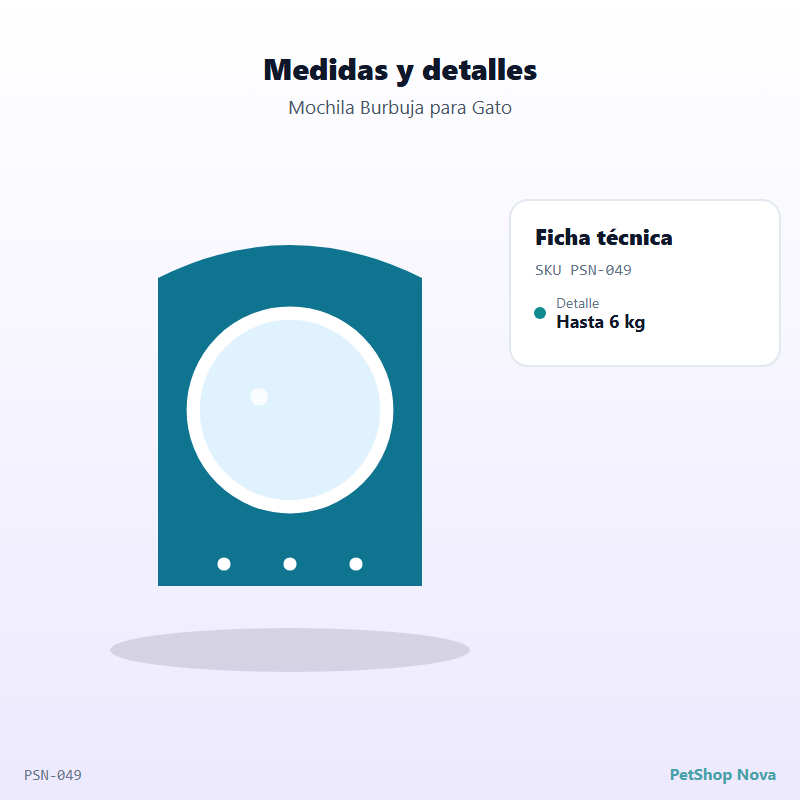 Medidas y detalles
Mochila Burbuja para Gato
Ficha técnica
SKU PSN-049
Detalle
Hasta 6 kg
PSN-049
PetShop Nova